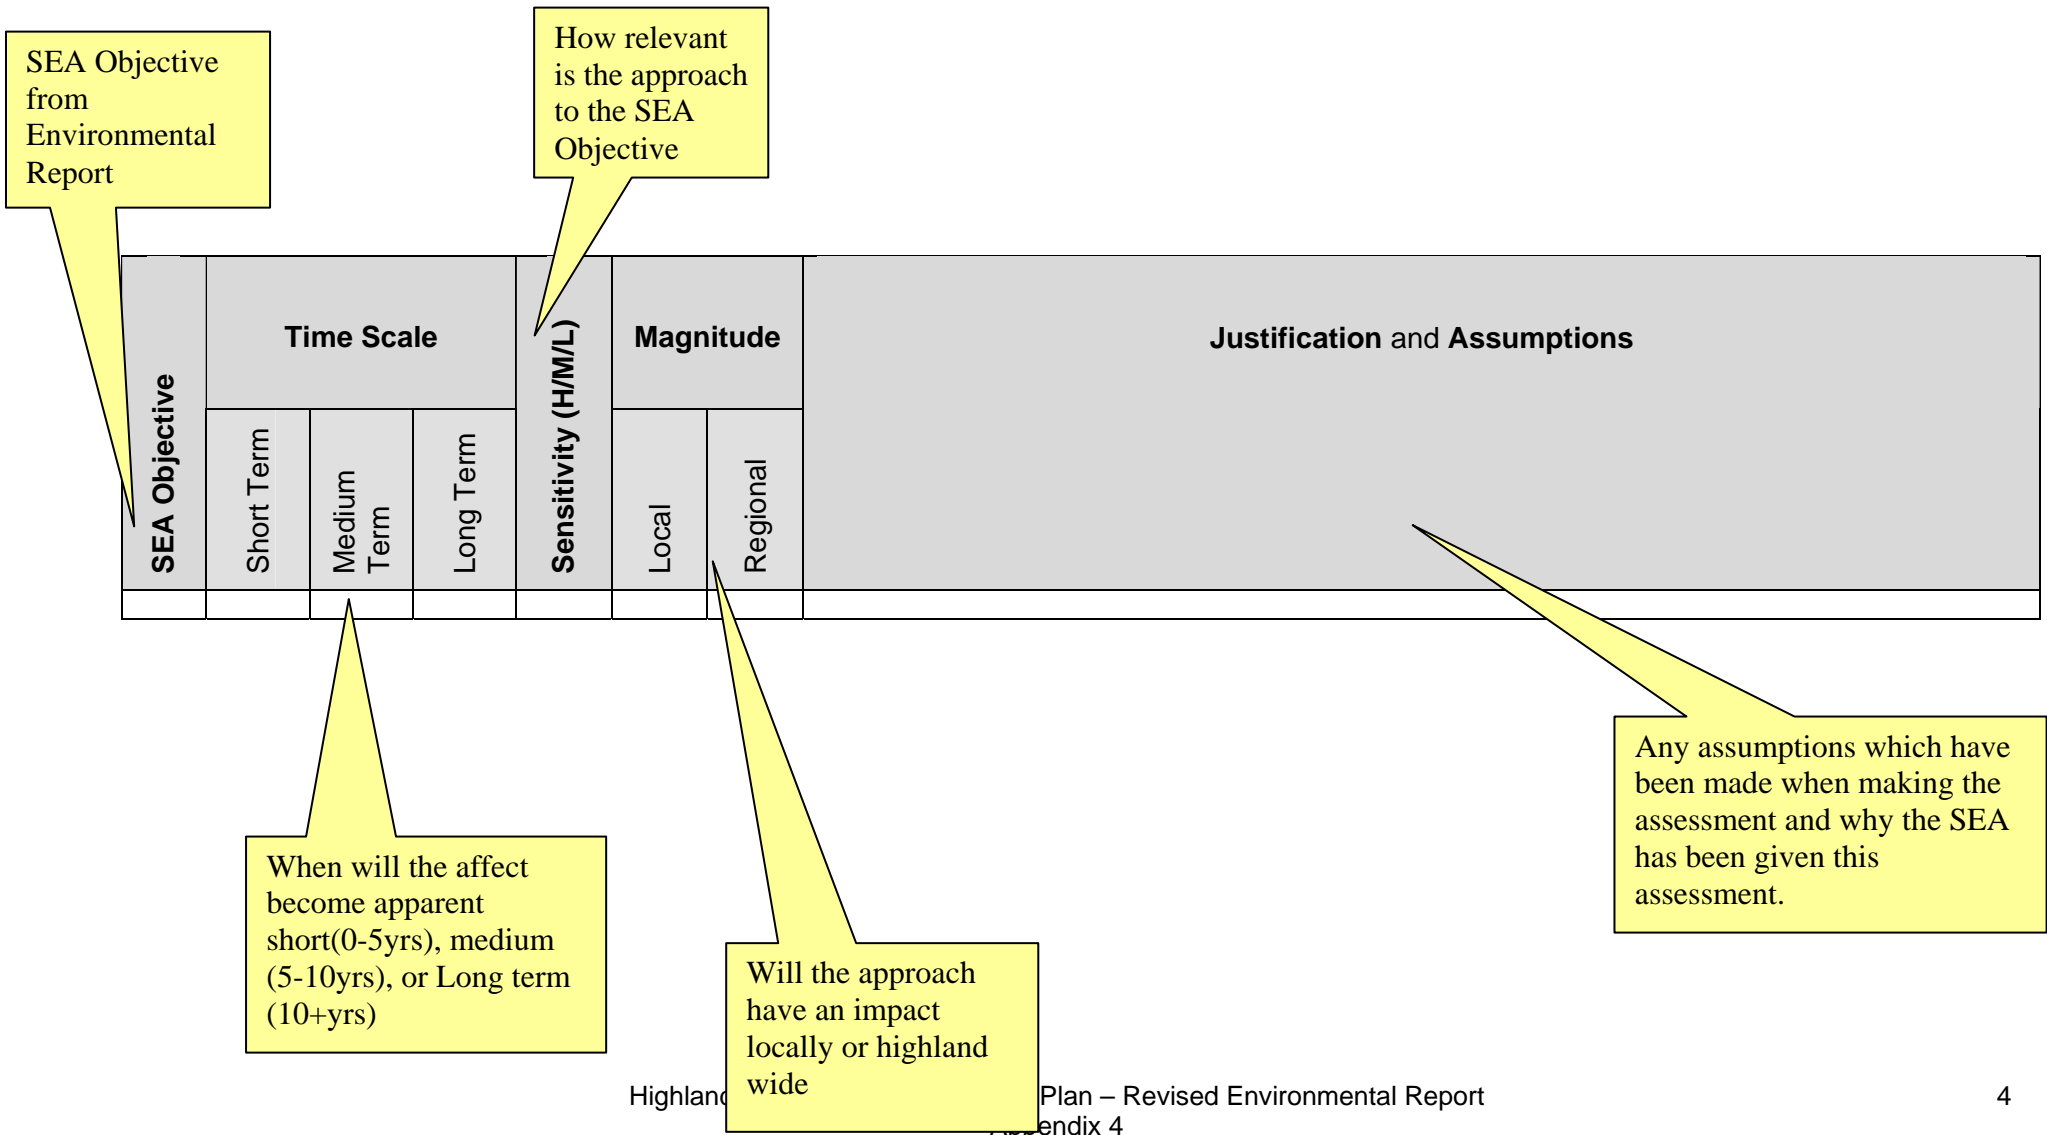 SEA Objective
from
Environmental
Report
How relevant
is the approach
to the SEA
Objective
SEA Objective
Time Scale
Short Term
Medium
Term
Long Term
Sensitivity (H/M/L)
Magnitude
Local
Regional
Justification and Assumptions
When will the affect
become apparent
short(0-5yrs), medium
(5-10yrs), or Long term
(10+yrs)
Will the approach
have an impact
locally or highland
wide
Any assumptions which have
been made when making the
assessment and why the SEA
has been given this
assessment.
Plan – Revised Environmental Report
4
4